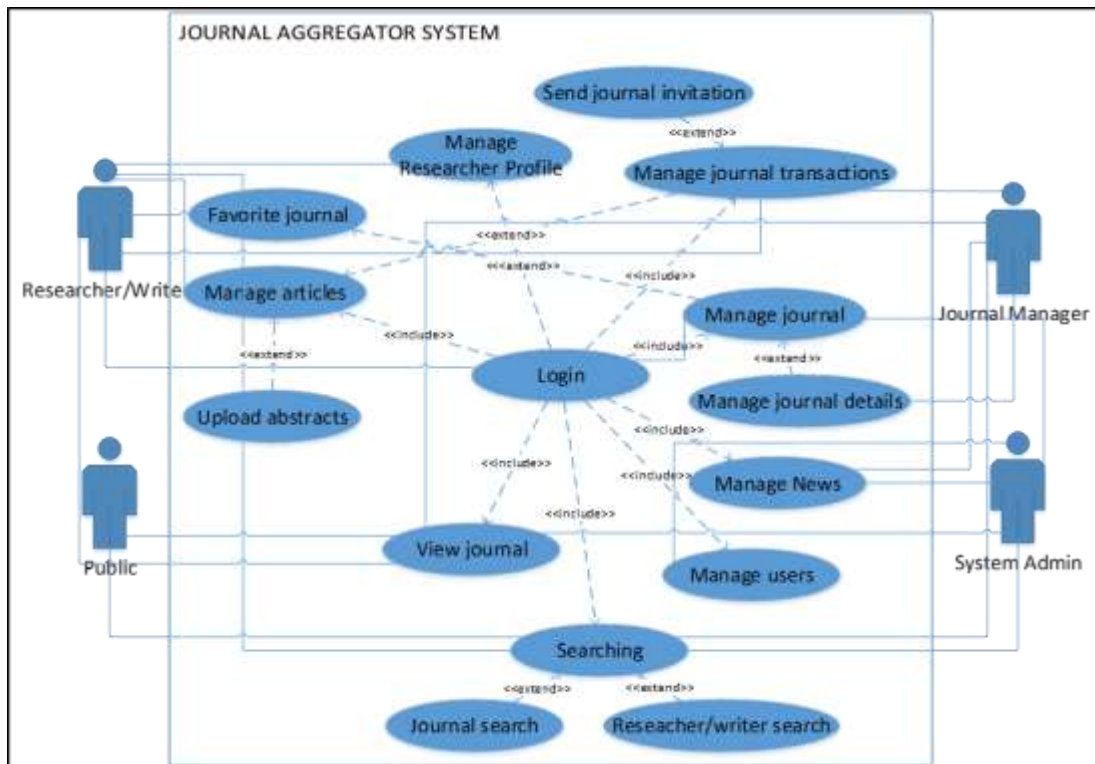 JOURNAL AGGREGATOR SYSTEM
Send journal invitation
<<extend>>
Manage
Researcher Profile
Manage journal transactions
Favorite journal
<<extend>>
<<extend>>
Researcher/Write
Manage articles
<<include>>
Manage journal
Journal Manager
<<include>>
<<include>>
<<extend>>
<<extend>>
Login
Upload abstracts
Manage journal details
<<include>>
<<include>>
<<include>>
Manage News
<<include>>
View journal
Public
Manage users
System Admin
Searching
<<extend>>
<<extend>>
Journal search
Reseacher/writer search